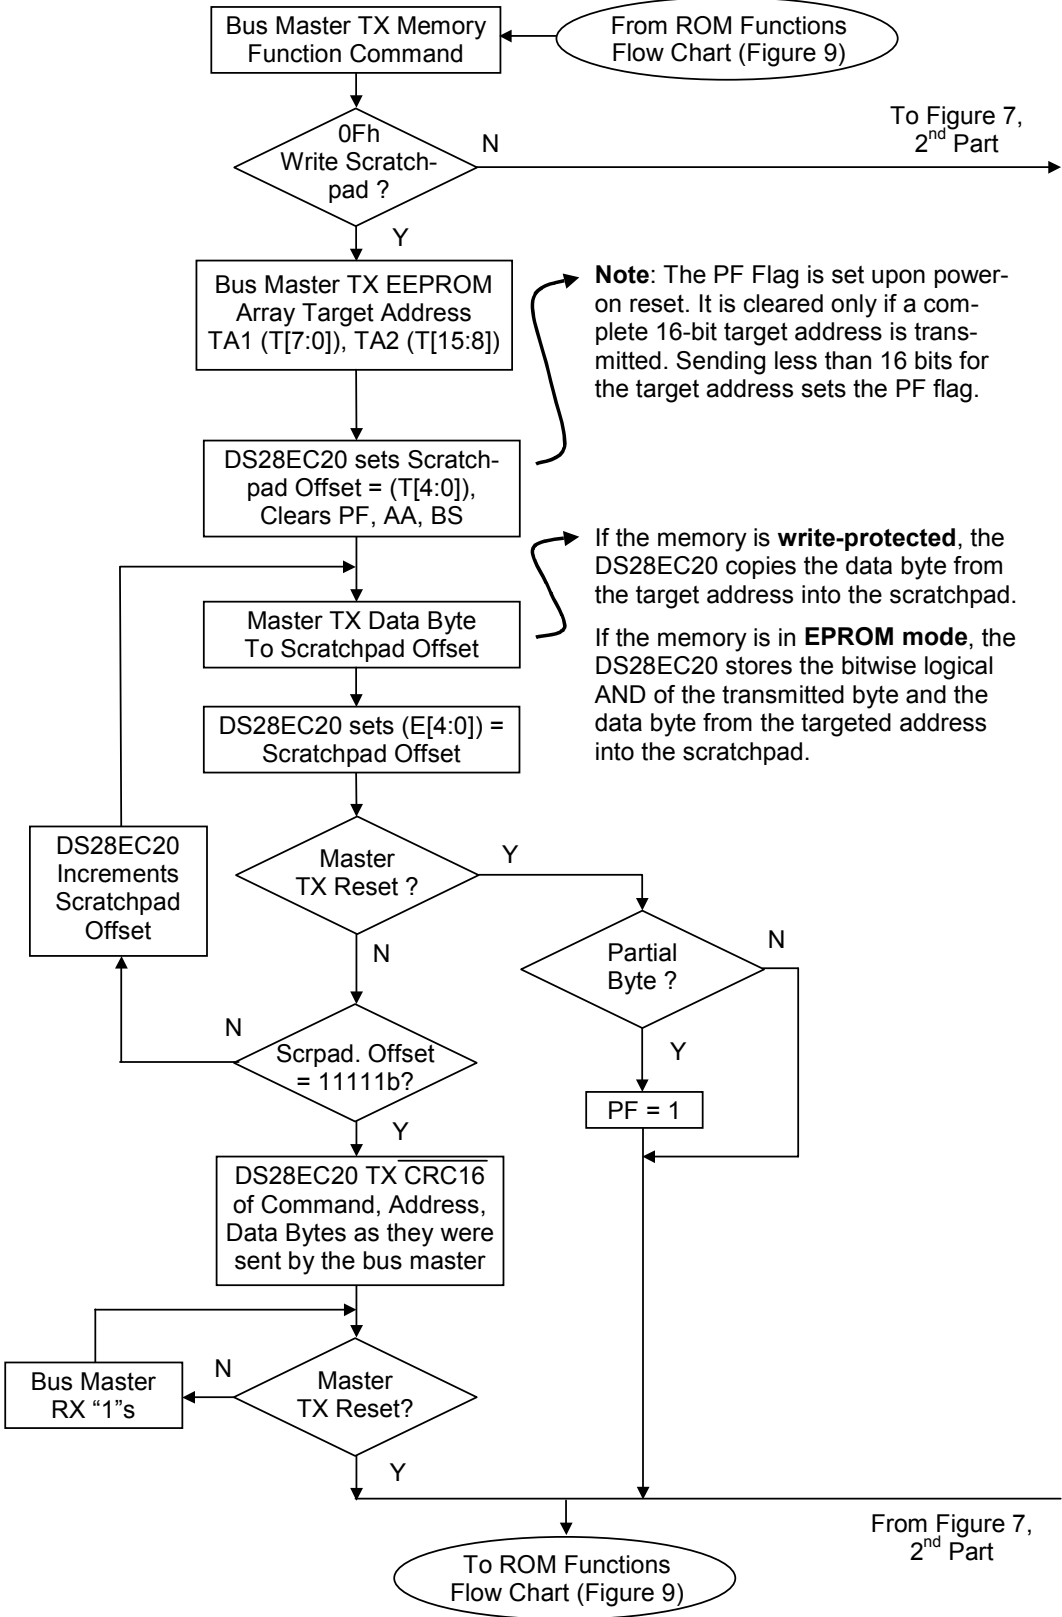 Bus Master TX Memory
Function Command
From ROM Functions
Flow Chart (Figure 9)
To Figure 7,
2nd Part
0Fh
Write Scratch-
pad ?
N
Y
Bus Master TX EEPROM
Array Target Address
TA1 (T[7:0]), TA2 (T[15:8])
Note: The PF Flag is set upon power-
on reset. It is cleared only if a com-
plete 16-bit target address is trans-
mitted. Sending less than 16 bits for
the target address sets the PF flag.
DS28EC20 sets Scratch-
pad Offset = (T[4:0]),
Clears PF, AA, BS
If the memory is write-protected, the
DS28EC20 copies the data byte from
the target address into the scratchpad.
If the memory is in EPROM mode, the
DS28EC20 stores the bitwise logical
AND of the transmitted byte and the
data byte from the targeted address
into the scratchpad.
Master TX Data Byte
To Scratchpad Offset
DS28EC20 sets (E[4:0]) =
Scratchpad Offset
DS28EC20
Increments
Scratchpad
Offset
Master
TX Reset ?
Y
N
Partial
Byte ?
N
Y
PF = 1
Scrpad. Offset
= 11111b?
N
Y
DS28EC20 TX CRC16
of Command, Address,
Data Bytes as they were
sent by the bus master
Bus Master
RX “1”s
N
Master
TX Reset?
Y
From Figure 7,
2nd Part
To ROM Functions
Flow Chart (Figure 9)